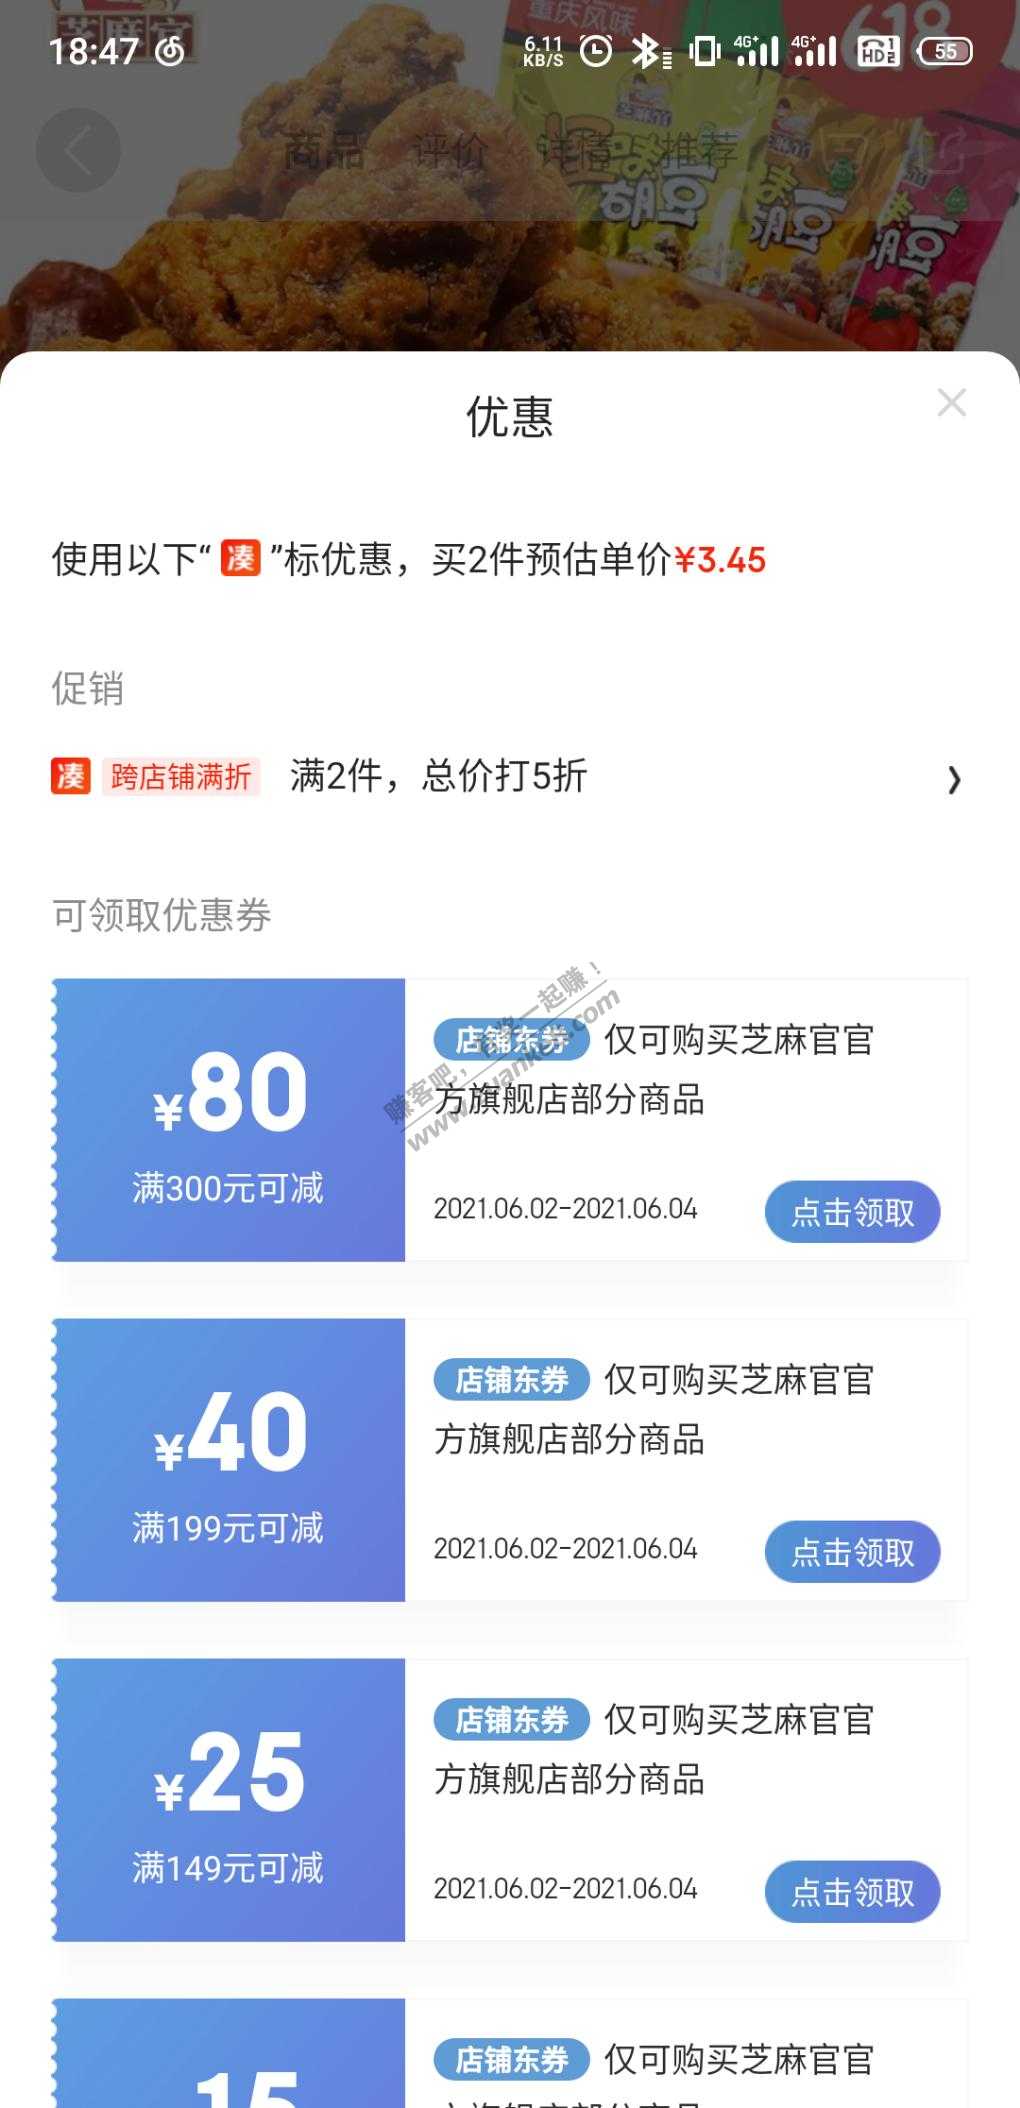 芝麻官
重庆风味
618
18:47
6.11
KB/S
4G+
4G+
HD
55
商品 评价 详情 推荐
优惠
使用以下“凑”标优惠，买2件预估单价¥3.45
促销
凑 跨店铺满折 满2件，总价打5折
可领取优惠券
¥80
满300元可减
店铺东券 仅可购买芝麻官官
方旗舰店部分商品
2021.06.02-2021.06.04
点击领取
赚客吧，有奖一起赚！
www.zuanke8.com
¥40
满199元可减
店铺东券 仅可购买芝麻官官
方旗舰店部分商品
2021.06.02-2021.06.04
点击领取
¥25
满149元可减
店铺东券 仅可购买芝麻官官
方旗舰店部分商品
2021.06.02-2021.06.04
点击领取
15
店铺东券 仅可购买芝麻官官
方旗舰店部分商品